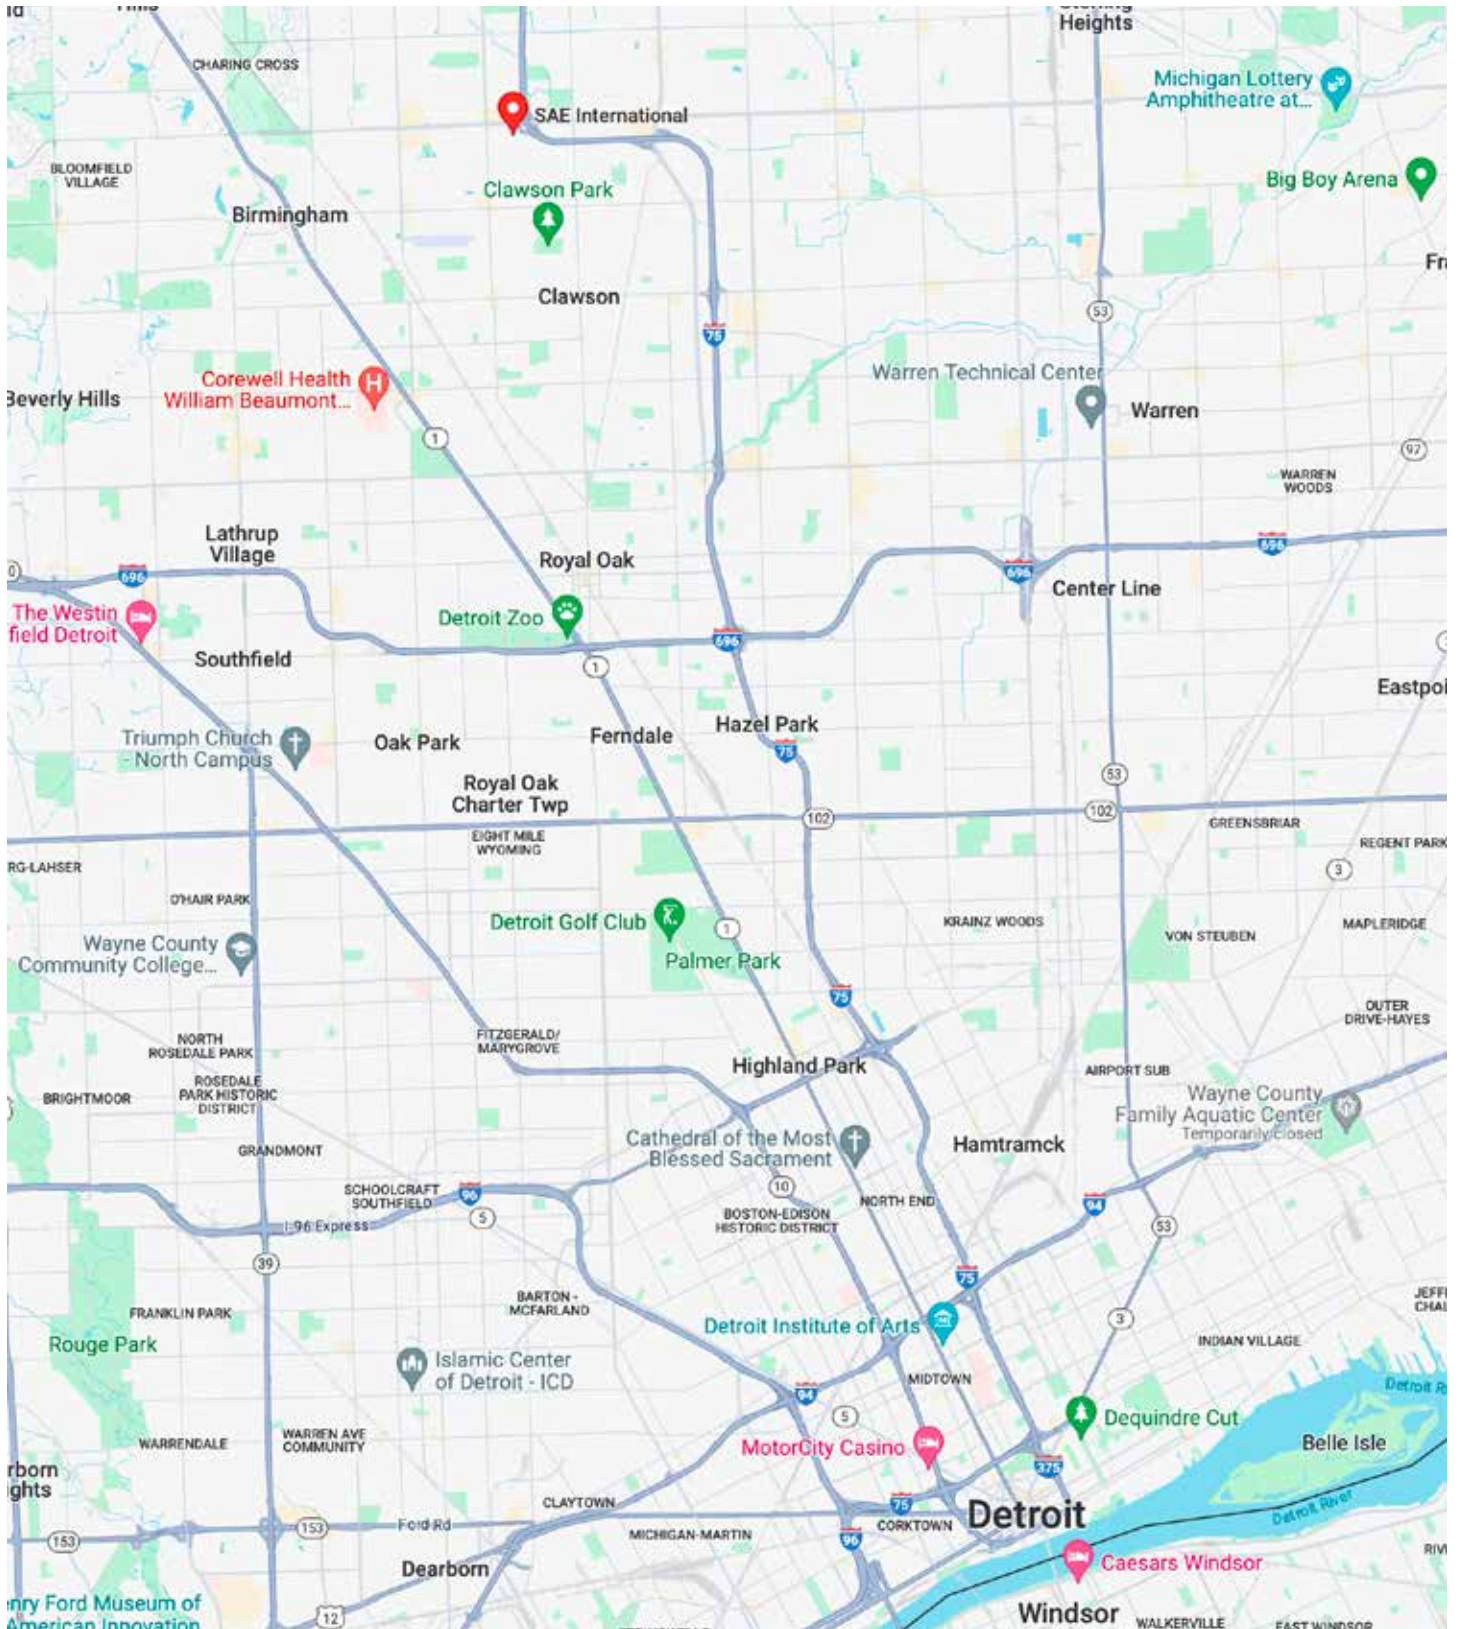 Heights
CHARING CROSS
Michigan Lottery
Amphitheatre at...
SAE International
BLOOMFIELD
VILLAGE
Clawson Park
Big Boy Arena
Birmingham
Clawson
53
75
Corewell Health
William Beaumont...
Warren Technical Center
Beverly Hills
Warren
1
97
WARREN
WOODS
Lathrup
Village
Royal Oak
696
696
696
Center Line
The Westin
field Detroit
Detroit Zoo
696
Southfield
1
Eastpoi
Triumph Church
- North Campus
Oak Park
Ferndale
Hazel Park
75
Royal Oak
Charter Twp
53
102
102
EIGHT MILE
WYOMING
GREENSBRIAR
REGENT PARK
RG-LAHSER
3
O'HAIR PARK
Detroit Golf Club
1
KRAINZ WOODS
VON STEUBEN
MAPLERIDGE
Wayne County
Community College...
Palmer Park
75
OUTER
DRIVE-HAYES
NORTH
ROSEDALE PARK
FITZGERALD/
MARYGROVE
Highland Park
AIRPORT SUB
ROSEDALE
PARK HISTORIC
DISTRICT
BRIGHTMOOR
Wayne County
Family Aquatic Center
Temporarily closed
GRANDMONT
Cathedral of the Most
Blessed Sacrament
Hamtramck
SCHOOLCRAFT
SOUTHFIELD
96
10
NORTH END
94
I-96 Express
5
BOSTON-EDISON
HISTORIC DISTRICT
53
39
75
BARTON -
MCFARLAND
FRANKLIN PARK
JEFF
CHAL
Rouge Park
Detroit Institute of Arts
3
INDIAN VILLAGE
Islamic Center
of Detroit - ICD
MIDTOWN
94
Detroit R
5
Dequindre Cut
WARRENDALE
WARREN AVE
COMMUNITY
MotorCity Casino
Belle Isle
rborn
ghts
375
CLAYTOWN
75
Detroit
Detroit River
153
153
Ford Rd
MICHIGAN-MARTIN
CORKTOWN
96
RIV
Dearborn
Caesars Windsor
enry Ford Museum of
American Innovation
12
Windsor
WALKERVILLE
EAST WINDSOR